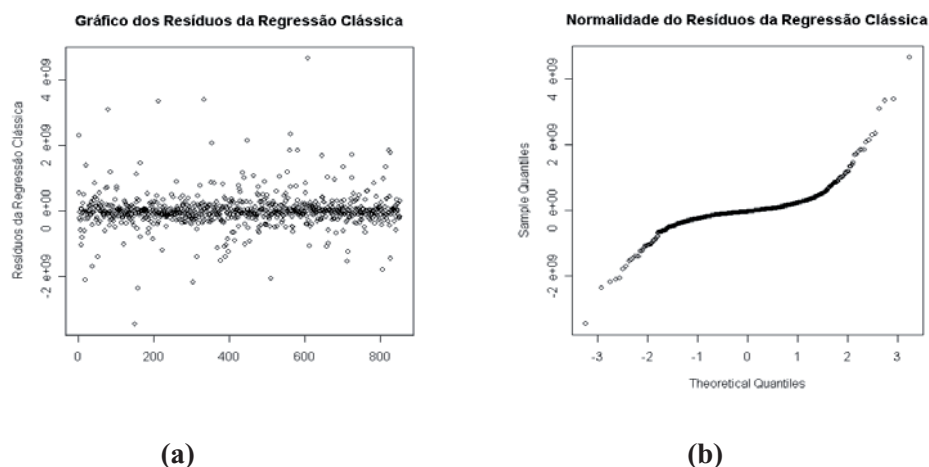 Gráfico dos Resíduos da Regressão Clássica
Resíduos da Regressão Clássica
-2 e+09
0 e+00
2 e+09
4 e+09
0
200
400
600
800
(a)
Normalidade do Resíduos da Regressão Clássica
Sample Quantiles
-2 e+09
0 e+00
2 e+09
4 e+09
-3
-2
-1
0
1
2
3
Theoretical Quantiles
(b)